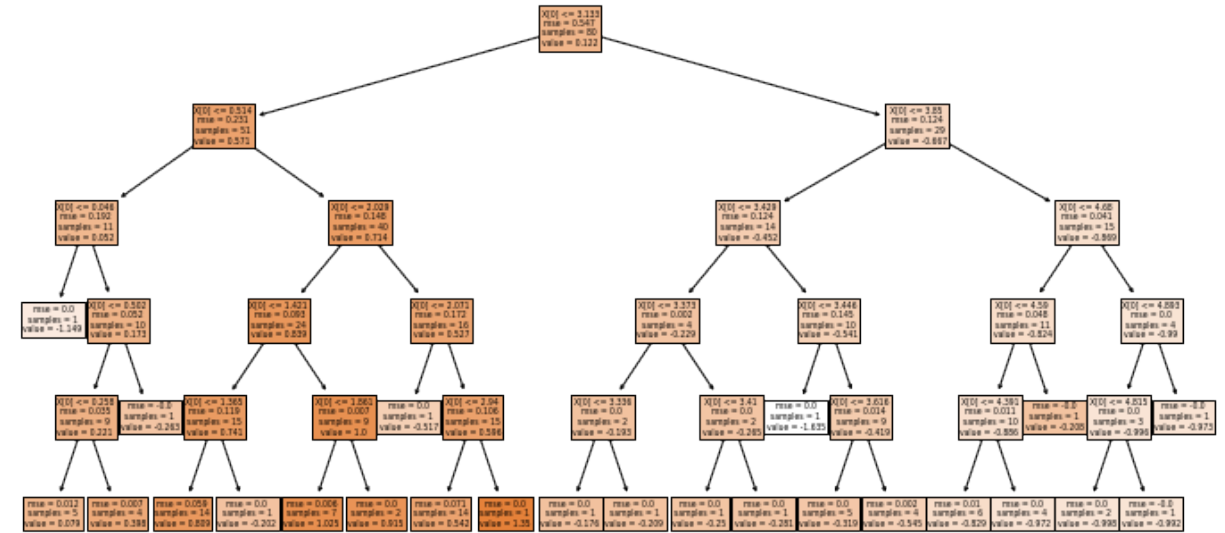 X[0] <= 3.133
mse = 0.547
samples = 80
value = 0.122
X[0] <= 0.514
mse = 0.231
samples = 51
value = 0.571
X[0] <= 3.85
mse = 0.124
samples = 29
value = -0.667
X[0] <= 0.046
mse = 0.192
samples = 11
value = 0.052
X[0] <= 2.029
mse = 0.148
samples = 40
value = 0.714
X[0] <= 3.429
mse = 0.124
samples = 14
value = -0.452
X[0] <= 4.68
mse = 0.041
samples = 15
value = -0.869
mse = 0.0
samples = 1
value = -1.149
X[0] <= 0.502
mse = 0.052
samples = 10
value = 0.173
X[0] <= 1.421
mse = 0.093
samples = 24
value = 0.839
X[0] <= 2.071
mse = 0.172
samples = 16
value = 0.527
X[0] <= 3.373
mse = 0.002
samples = 4
value = -0.229
X[0] <= 3.446
mse = 0.145
samples = 10
value = -0.541
X[0] <= 4.59
mse = 0.048
samples = 11
value = -0.824
X[0] <= 4.893
mse = 0.0
samples = 4
value = -0.99
X[0] <= 0.258
mse = 0.035
samples = 9
value = 0.221
mse = -0.0
samples = 1
value = -0.263
X[0] <= 1.365
mse = 0.119
samples = 15
value = 0.741
X[0] <= 1.861
mse = 0.007
samples = 9
value = 1.0
mse = 0.0
samples = 1
value = -0.517
X[0] <= 2.94
mse = 0.106
samples = 15
value = 0.596
X[0] <= 3.336
mse = 0.0
samples = 2
value = -0.193
X[0] <= 3.41
mse = 0.0
samples = 2
value = -0.265
mse = 0.0
samples = 1
value = -1.635
X[0] <= 3.616
mse = 0.014
samples = 9
value = -0.419
X[0] <= 4.391
mse = 0.011
samples = 10
value = -0.886
mse = -0.0
samples = 1
value = -0.205
X[0] <= 4.815
mse = 0.0
samples = 3
value = -0.996
mse = -0.0
samples = 1
value = -0.973
mse = 0.012
samples = 5
value = 0.079
mse = 0.007
samples = 4
value = 0.398
mse = 0.059
samples = 14
value = 0.809
mse = 0.0
samples = 1
value = -0.202
mse = 0.006
samples = 7
value = 1.025
mse = 0.0
samples = 2
value = 0.915
mse = 0.071
samples = 14
value = 0.542
mse = 0.0
samples = 1
value = 1.35
mse = 0.0
samples = 1
value = -0.176
mse = 0.0
samples = 1
value = -0.209
mse = 0.0
samples = 1
value = -0.25
mse = 0.0
samples = 1
value = -0.281
mse = 0.0
samples = 5
value = -0.319
mse = 0.002
samples = 4
value = -0.545
mse = 0.01
samples = 6
value = -0.829
mse = 0.0
samples = 4
value = -0.972
mse = 0.0
samples = 2
value = -0.998
mse = -0.0
samples = 1
value = -0.992